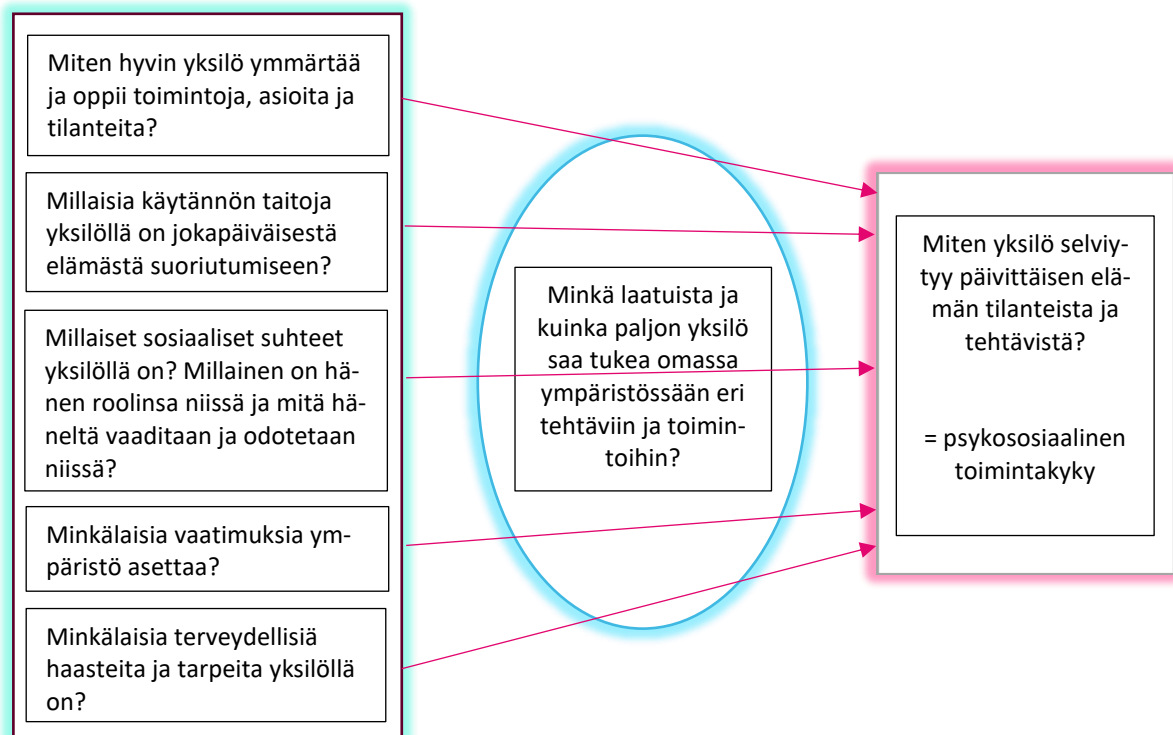 Miten hyvin yksilö ymmärtää
ja oppii toimintoja, asioita ja
tilanteita?
Millaisia käytännön taitoja
yksilöllä on jokapäiväisestä
elämästä suoriutumiseen?
Millaiset sosiaaliset suhteet
yksilöllä on? Millainen on hä-
nen roolinsa niissä ja mitä hä-
neltä vaaditaan ja odotetaan
niissä?
Minkälaisia vaatimuksia ym-
päristö asettaa?
Minkälaisia terveydellisiä
haasteita ja tarpeita yksilöllä
on?
Minkä laatuista ja
kuinka paljon yksilö
saa tukea omassa
ympäristössään eri
tehtäviin ja toimin-
toihin?
Miten yksilö selviy-
tyy päivittäisen elä-
män tilanteista ja
tehtävistä?
= psykososiaalinen
toimintakyky